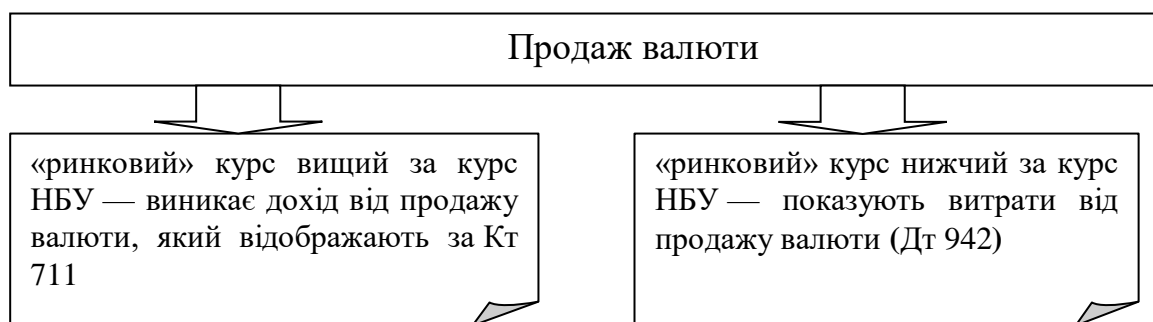 Продаж валюти
«ринковий» курс вищий за курс
НБУ — виникає дохід від продажу
валюти, який відображають за Кт
711
«ринковий» курс нижчий за курс
НБУ — показують витрати від
продажу валюти (Дт 942)